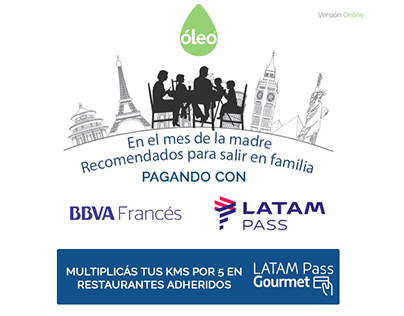 Versión Online
óleo
En el mes de la madre
Recomendados para salir en familia
PAGANDO CON
BBVA Francés
LATAM
PASS
MULTIPLICÁS TUS KMS POR 5 EN
RESTAURANTES ADHERIDOS
LATAM Pass
Gourmet